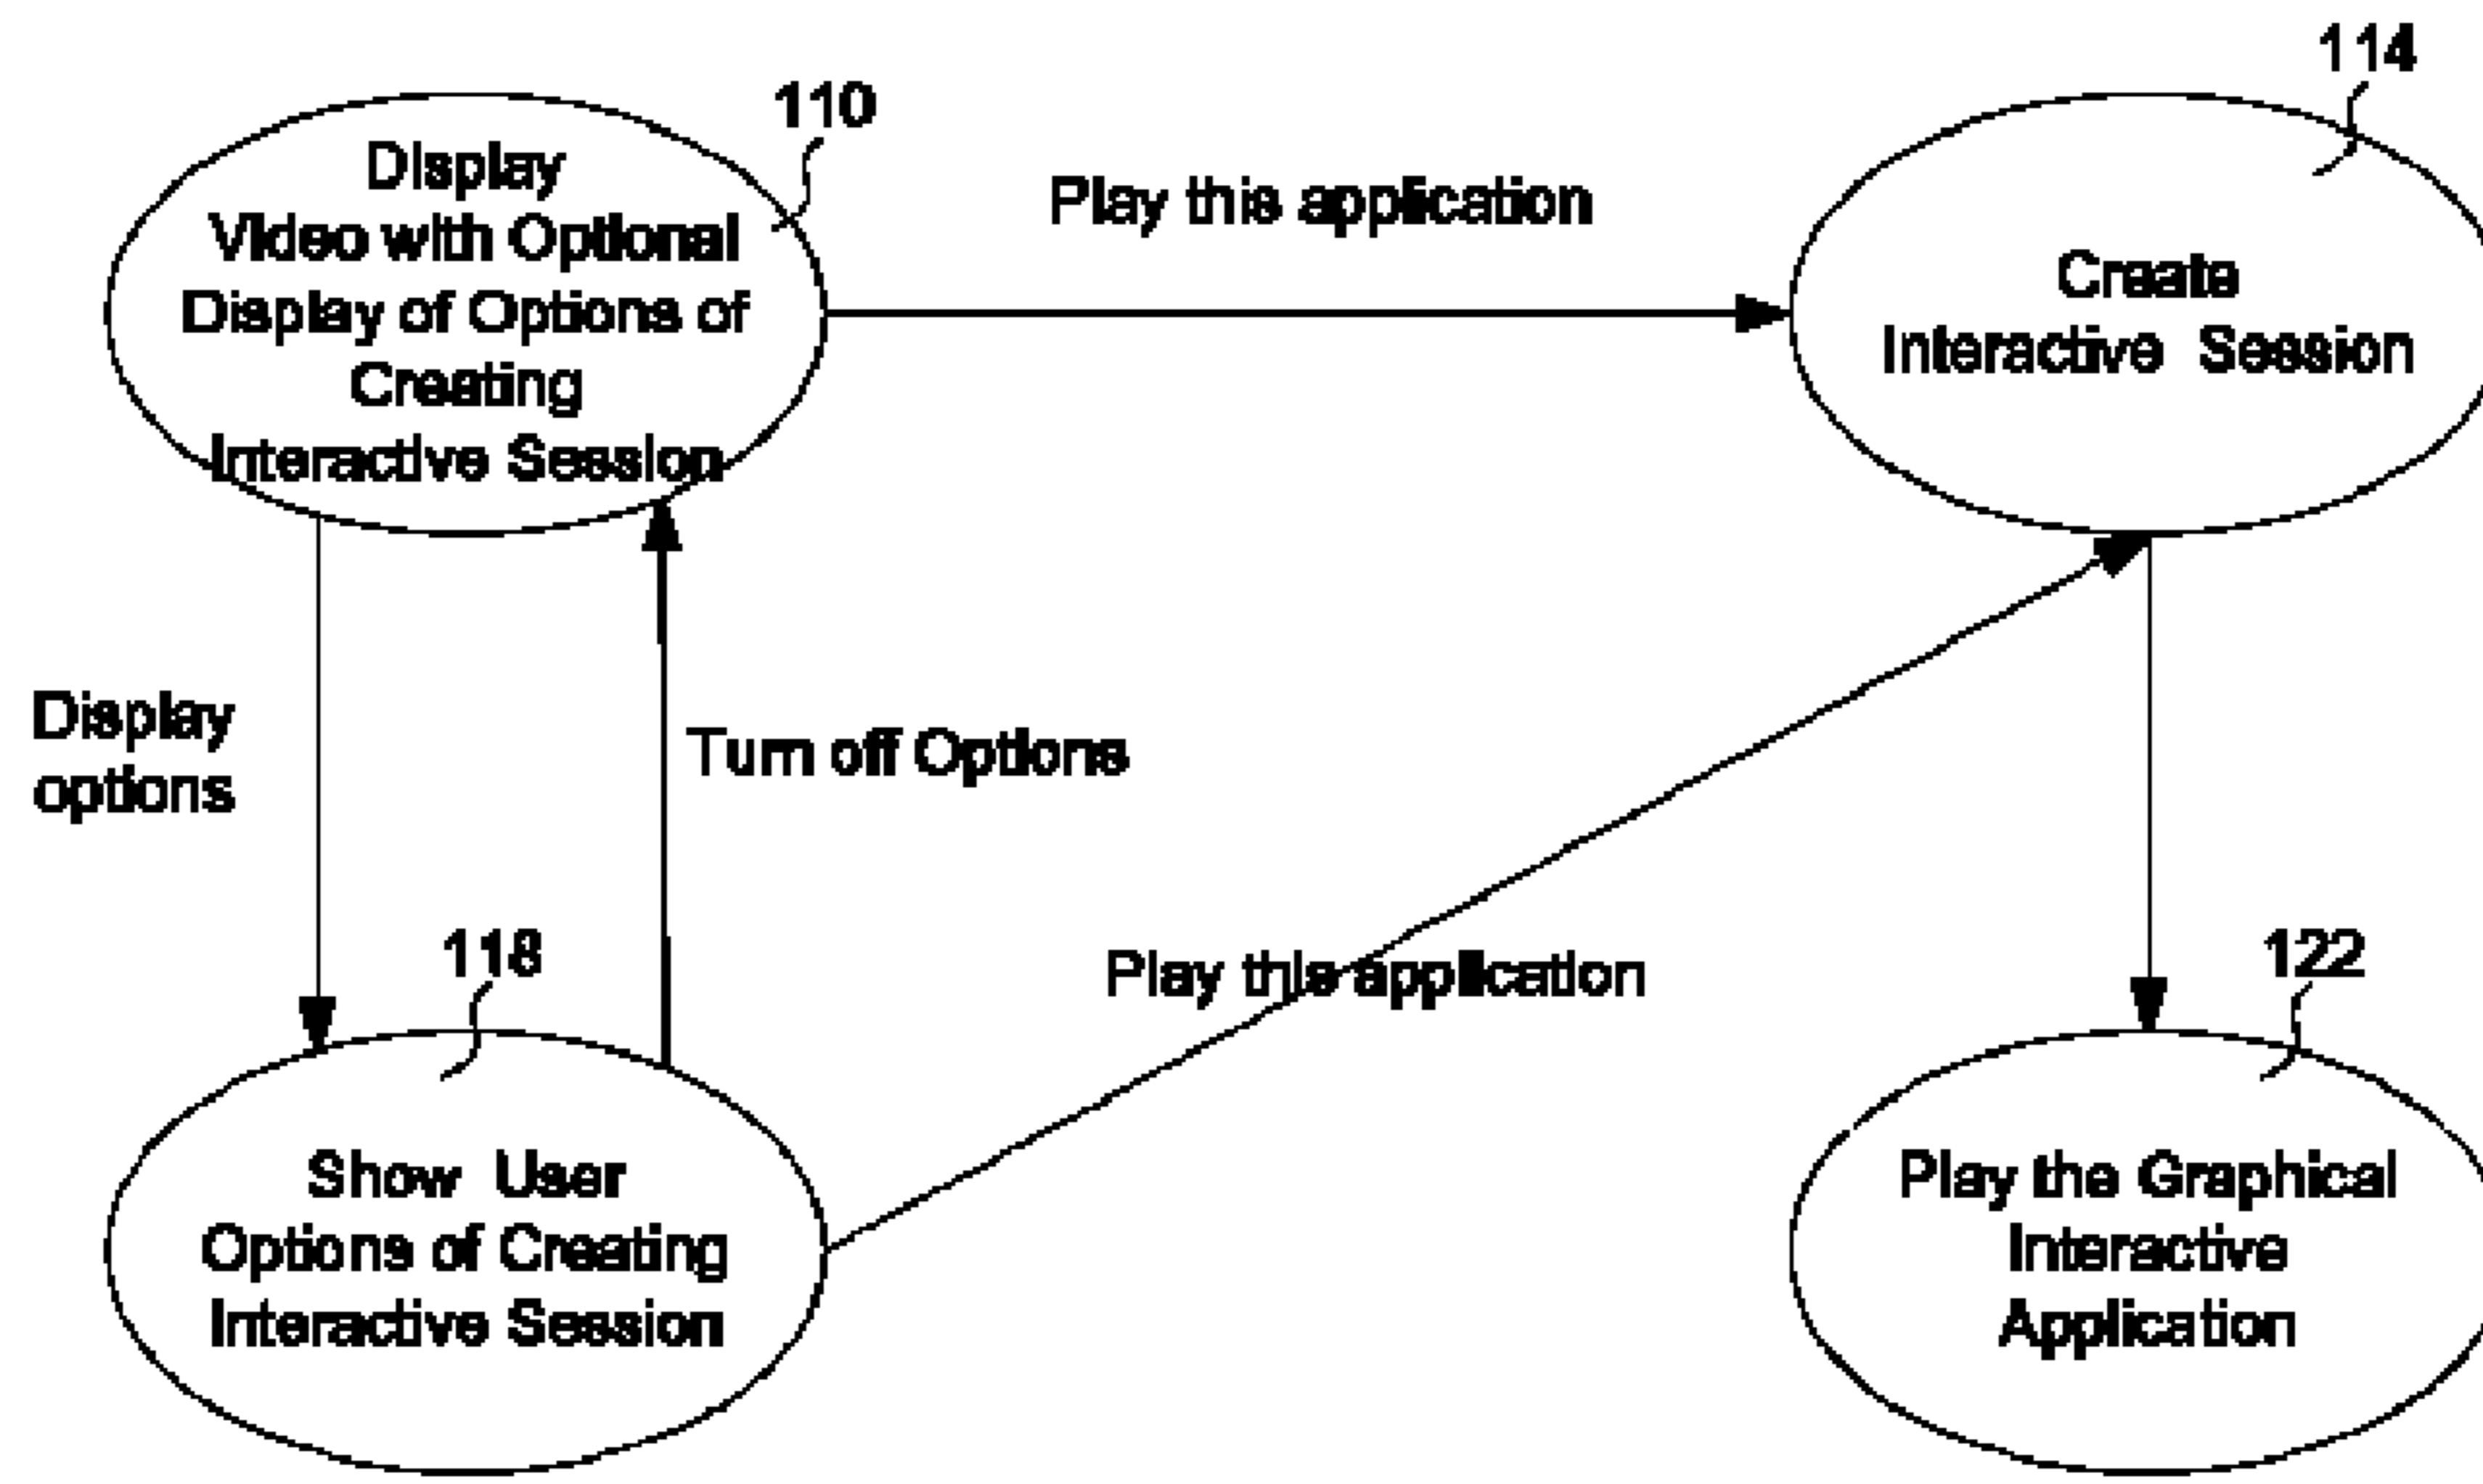 110
114
Display
Video with Optional
Display of Options of
Creating
Interactive Session
Play this application
Create
Interactive Session
Display
options
Turn off Options
118
Play this application
122
Show User
Options of Creating
Interactive Session
Play the Graphical
Interactive
Application